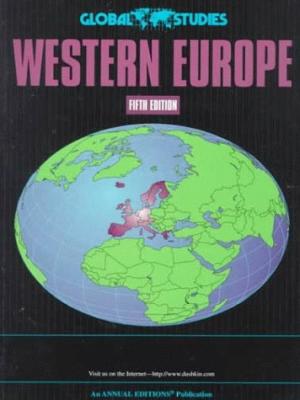 GLOBAL STUDIES
WESTERN EUROPE
FIFTH EDITION
Visit us on the Internet—http://www.dushkin.com
An ANNUAL EDITIONS® Publication